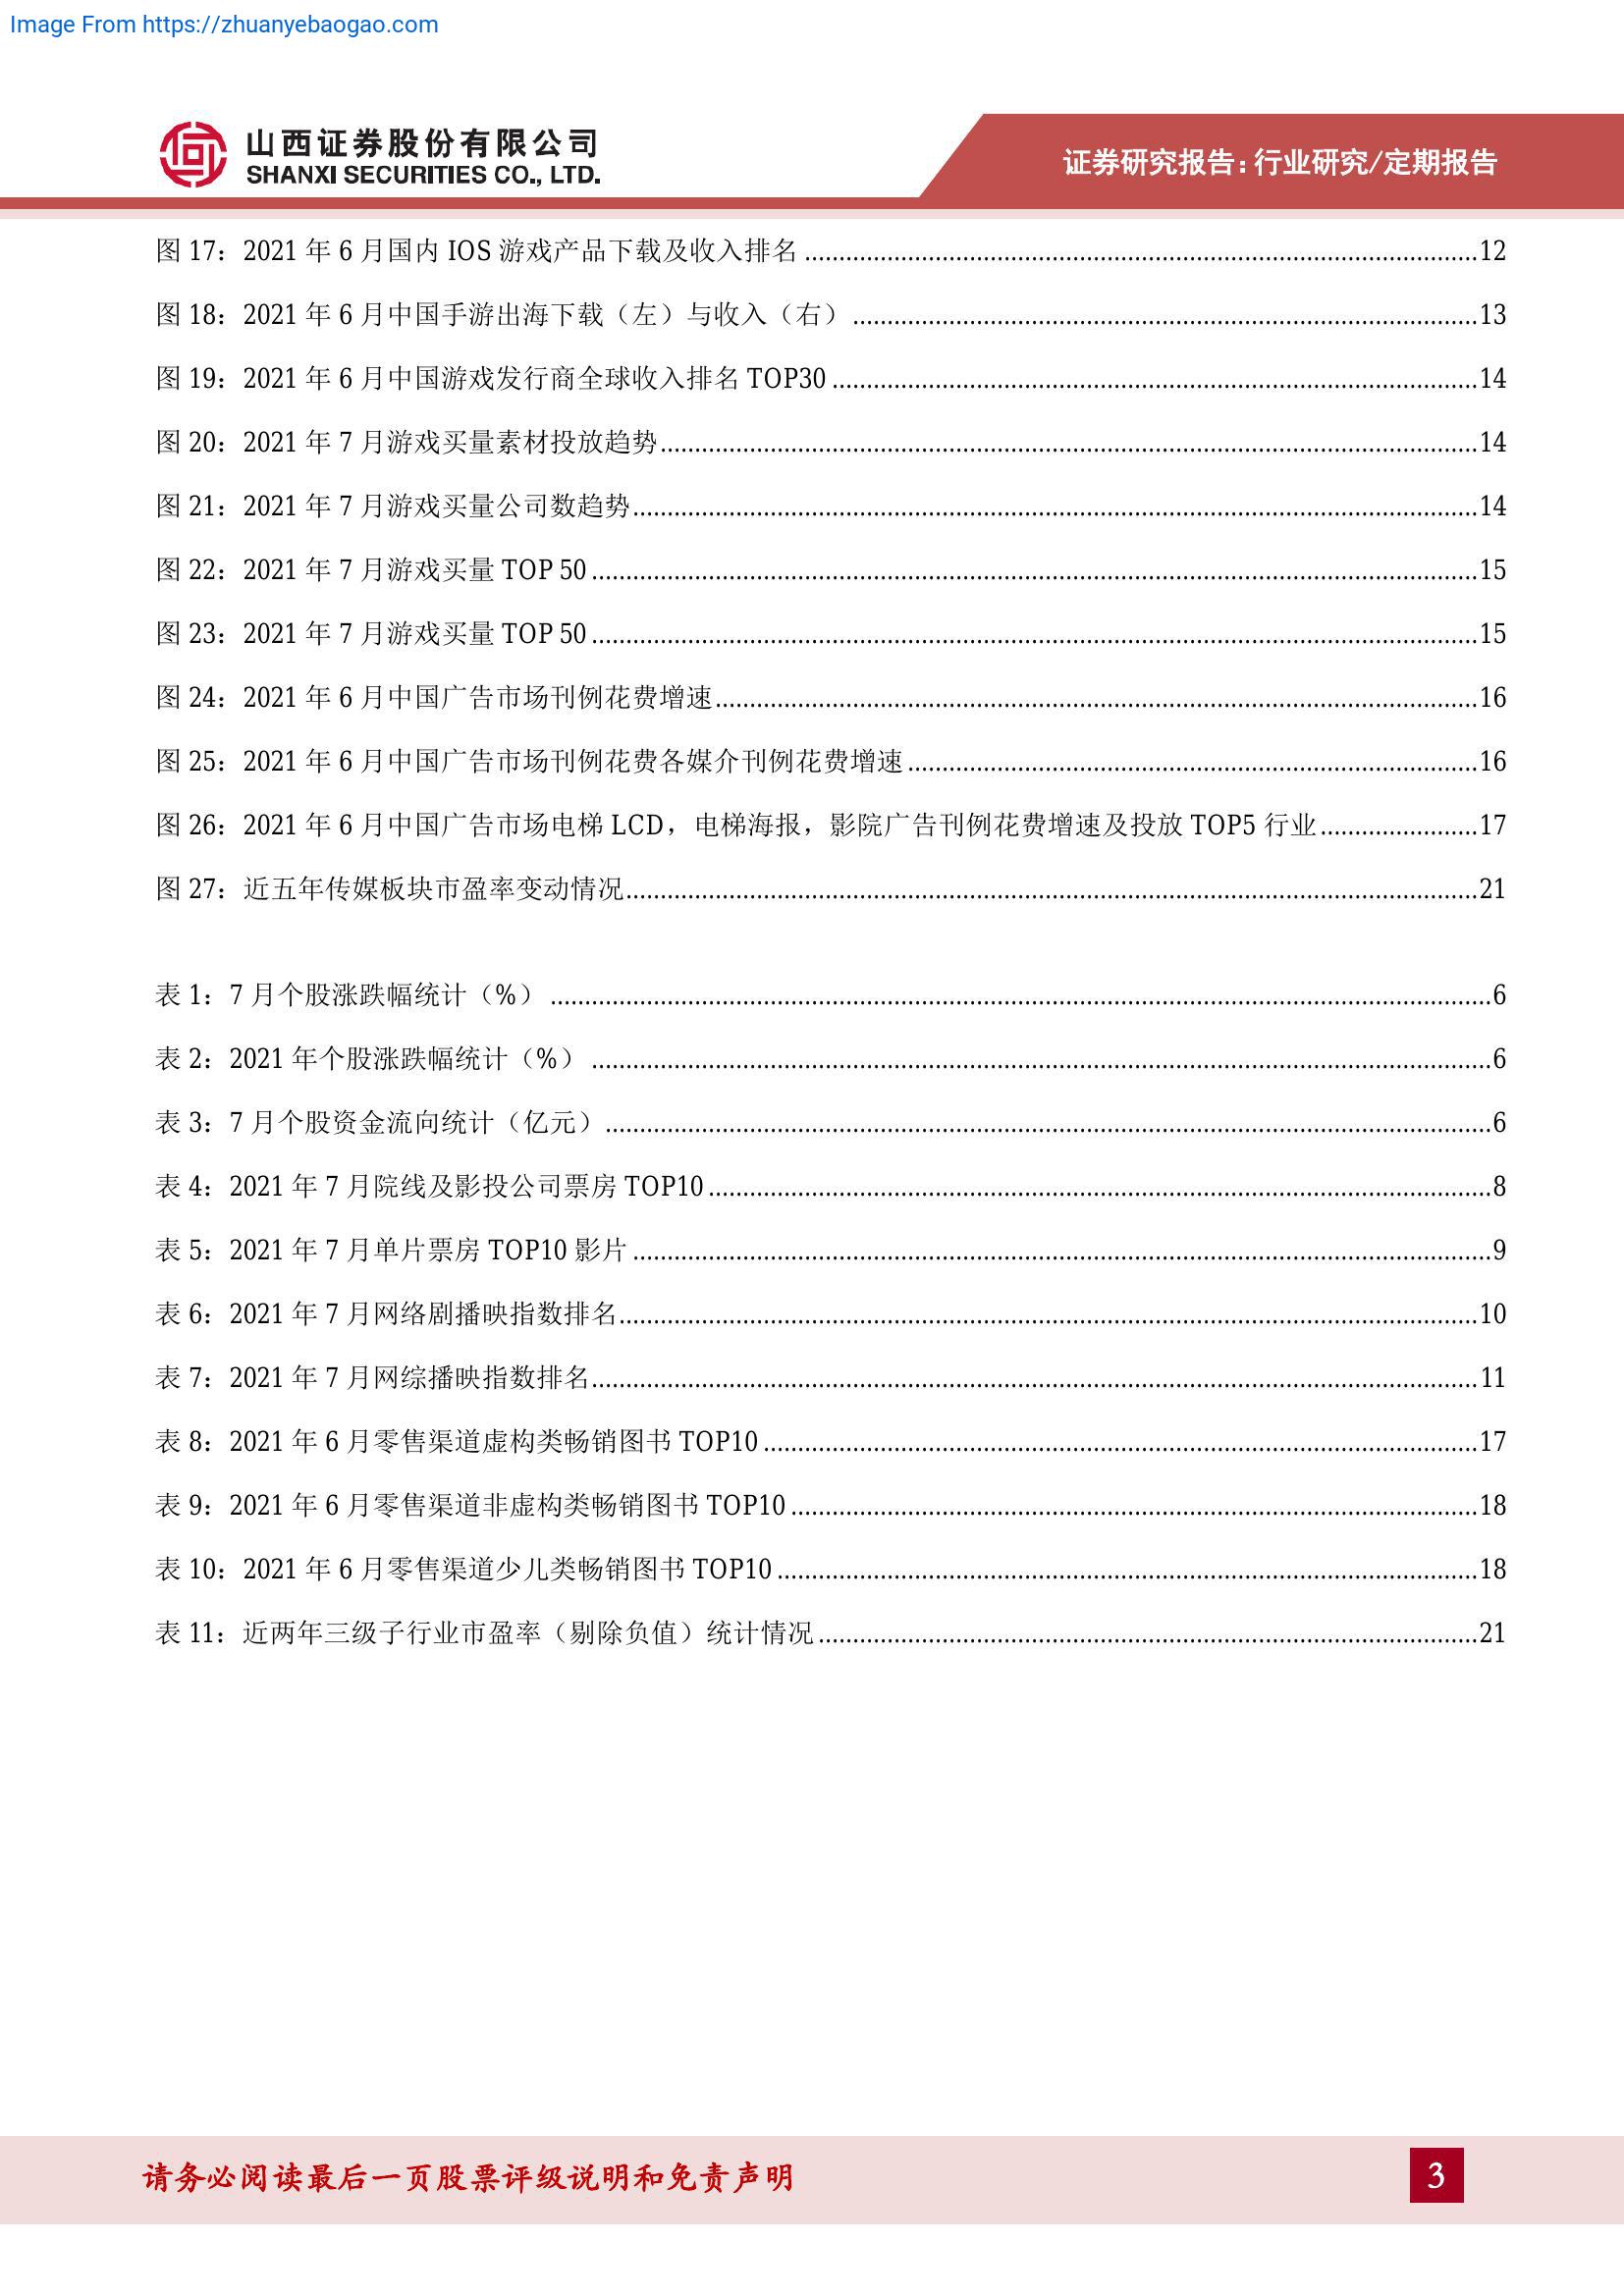 Image From https://zhuanyebaogao.com
山西证券股份有限公司
SHANXI SECURITIES CO., LTD.
证券研究报告:行业研究/定期报告
图 17：2021 年 6 月国内 IOS 游戏产品下载及收入排名 ........................ 12
图 18：2021 年 6 月中国手游出海下载（左）与收入（右） ........................ 13
图 19：2021 年 6 月中国游戏发行商全球收入排名 TOP30 ........................ 14
图 20：2021 年 7 月游戏买量素材投放趋势 ........................ 14
图 21：2021 年 7 月游戏买量公司数趋势 ........................ 14
图 22：2021 年 7 月游戏买量 TOP 50 ........................ 15
图 23：2021 年 7 月游戏买量 TOP 50 ........................ 15
图 24：2021 年 6 月中国广告市场刊例花费增速 ........................ 16
图 25：2021 年 6 月中国广告市场刊例花费各媒介刊例花费增速 ........................ 16
图 26：2021 年 6 月中国广告市场电梯 LCD，电梯海报，影院广告刊例花费增速及投放 TOP5 行业 ........................ 17
图 27：近五年传媒板块市盈率变动情况 ........................ 21
表 1：7 月个股涨跌幅统计（%） ........................ 6
表 2：2021 年个股涨跌幅统计（%） ........................ 6
表 3：7 月个股资金流向统计（亿元） ........................ 6
表 4：2021 年 7 月院线及影投公司票房 TOP10 ........................ 8
表 5：2021 年 7 月单片票房 TOP10 影片 ........................ 9
表 6：2021 年 7 月网络剧播映指数排名 ........................ 10
表 7：2021 年 7 月网综播映指数排名 ........................ 11
表 8：2021 年 6 月零售渠道虚构类畅销图书 TOP10 ........................ 17
表 9：2021 年 6 月零售渠道非虚构类畅销图书 TOP10 ........................ 18
表 10：2021 年 6 月零售渠道少儿类畅销图书 TOP10 ........................ 18
表 11：近两年三级子行业市盈率（剔除负值）统计情况 ........................ 21
请务必阅读最后一页股票评级说明和免责声明
3